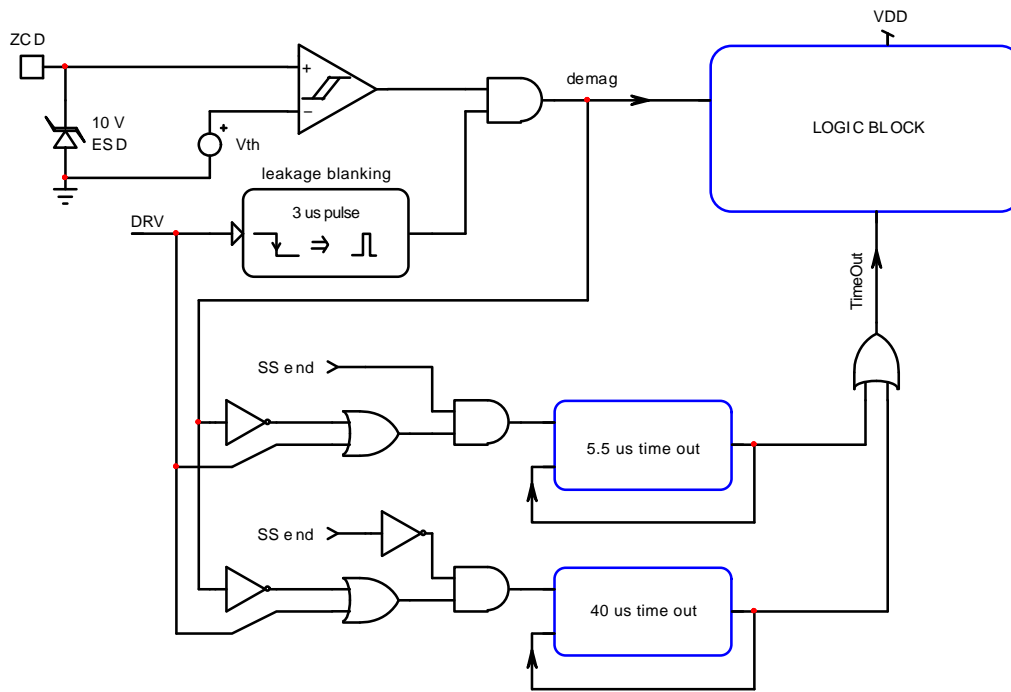 VDD
ZCD
+
demag
10 V
ESD
−
+
Vth
LOGIC BLOCK
leakage blanking
3 us pulse
DRV
⇒
TimeOut
SS end
5.5 us time out
SS end
40 us time out